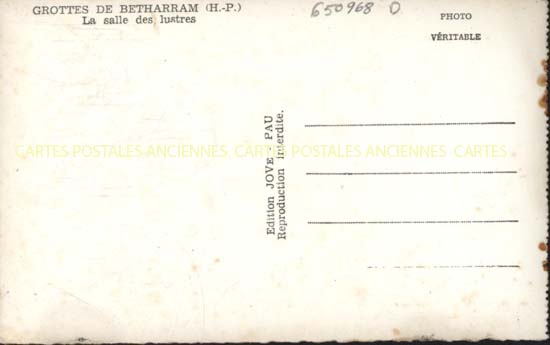 GROTTES DE BETHARRAM (H.-P.)
La salle des lustres
650968 D
PHOTO
VÉRITABLE
Edition JOVE - PAU
Reproduction interdite.
CARTES POSTALES ANCIENNES, CARTES POSTALES ANCIENNES CARTES